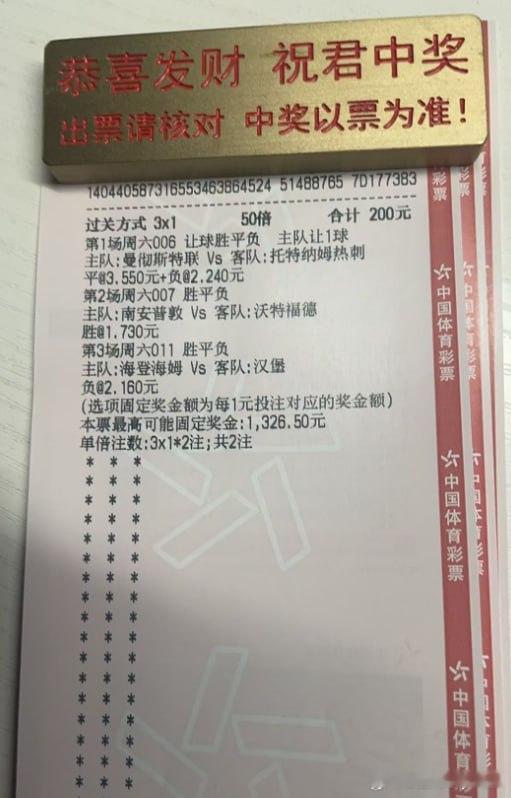 恭喜发财 祝君中奖
出票请核对 中奖以票为准！
140440587316553463864524 51488765 70177383
过关方式 3x1 50倍 合计 200元
第1场周六006 让球胜平负 主队让1球
主队:曼彻斯特联 Vs 客队:托特纳姆热刺
平@3.550元+负@2.240元
第2场周六007 胜平负
主队:南安普敦 Vs 客队:沃特福德
胜@1.730元
第3场周六011 胜平负
主队:海登海姆 Vs 客队:汉堡
负@2.160元
(选项固定奖金额为每1元投注对应的奖金额)
本票最高可能固定奖金:1,326.50元
单倍注数:3x1*2注;共2注
中国体育彩票
中国体育彩票
中国体育彩票